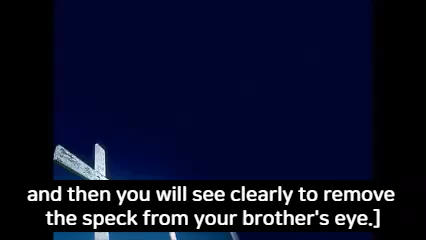 and then you will see clearly to remove
the speck from your brother's eye.]